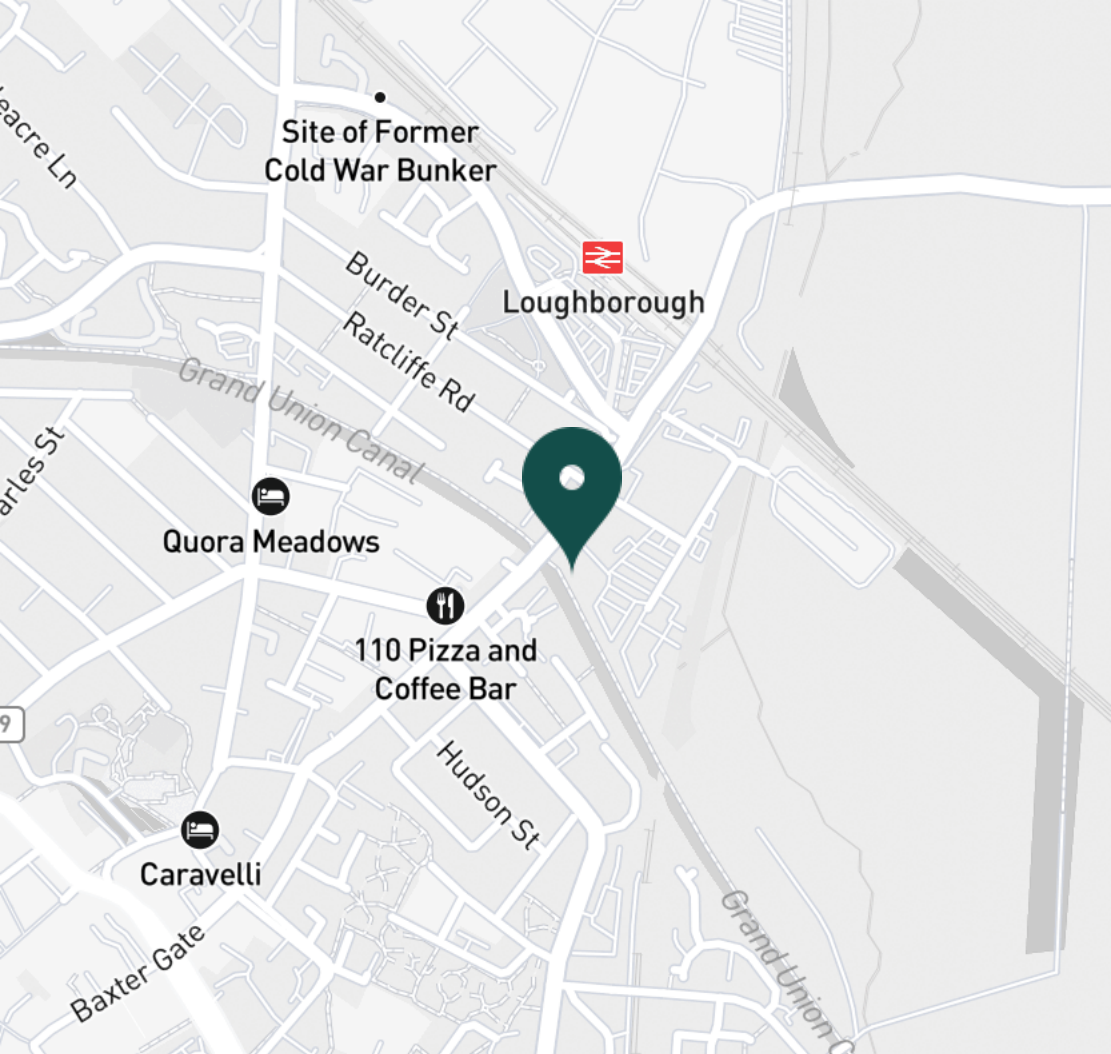 Site of Former
Cold War Bunker
Burder St
Loughborough
Ratcliffe Rd
Grand Union Canal
Quora Meadows
110 Pizza and
Coffee Bar
9
Hudson St
Caravelli
Baxter Gate
Grand Union